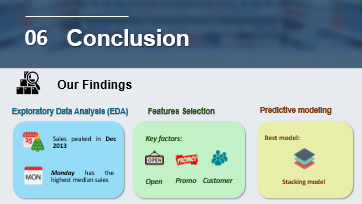 06 Conclusion
Our Findings
Exploratory Data Analysis (EDA)
25
Sales peaked in Dec
2013
MON
Monday has the
highest median sales
Features Selection
Key factors:
OPEN
PROMO
Open Promo Customer
Predictive modeling
Best model:
Stacking model